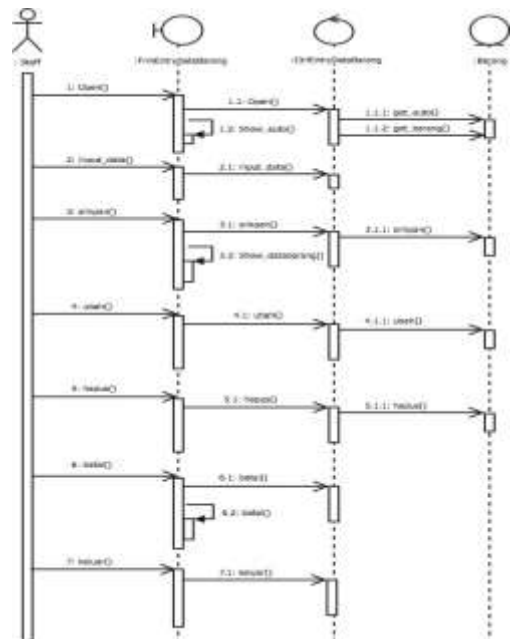 : Staff
: FrmEntryDataBarang
: CtrlEntryDataBarang
: Barang
1: Open()
1.1: Open()
1.1.1: get_auto()
1.2: Show_auto()
1.1.2: get_barang()
2: Input_data()
2.1: Input_data()
3: simpan()
3.1: simpan()
3.1.1: simpan()
3.2: Show_databarang()
4: ubah()
4.1: ubah()
4.1.1: ubah()
5: hapus()
5.1: hapus()
5.1.1: hapus()
6: batal()
6.1: batal()
6.2: batal()
7: keluar()
7.1: keluar()